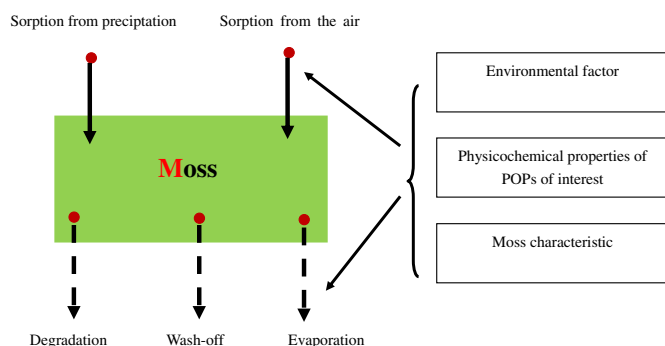 Sorption from precipitation
Sorption from the air
Environmental factor
Moss
Physicochemical properties of
POPs of interest
Moss characteristic
Degradation
Wash-off
Evaporation